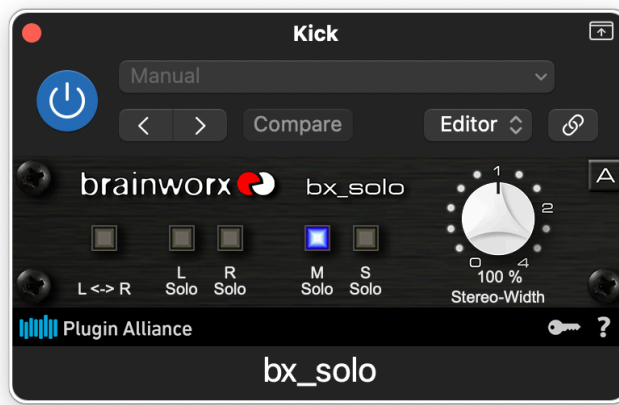 Kick
Manual
Compare
Editor
brainworx bx_solo
A
1
2
0 4
L <-> R
L Solo
R Solo
M Solo
S Solo
100 %
Stereo-Width
Plugin Alliance
?
bx_solo